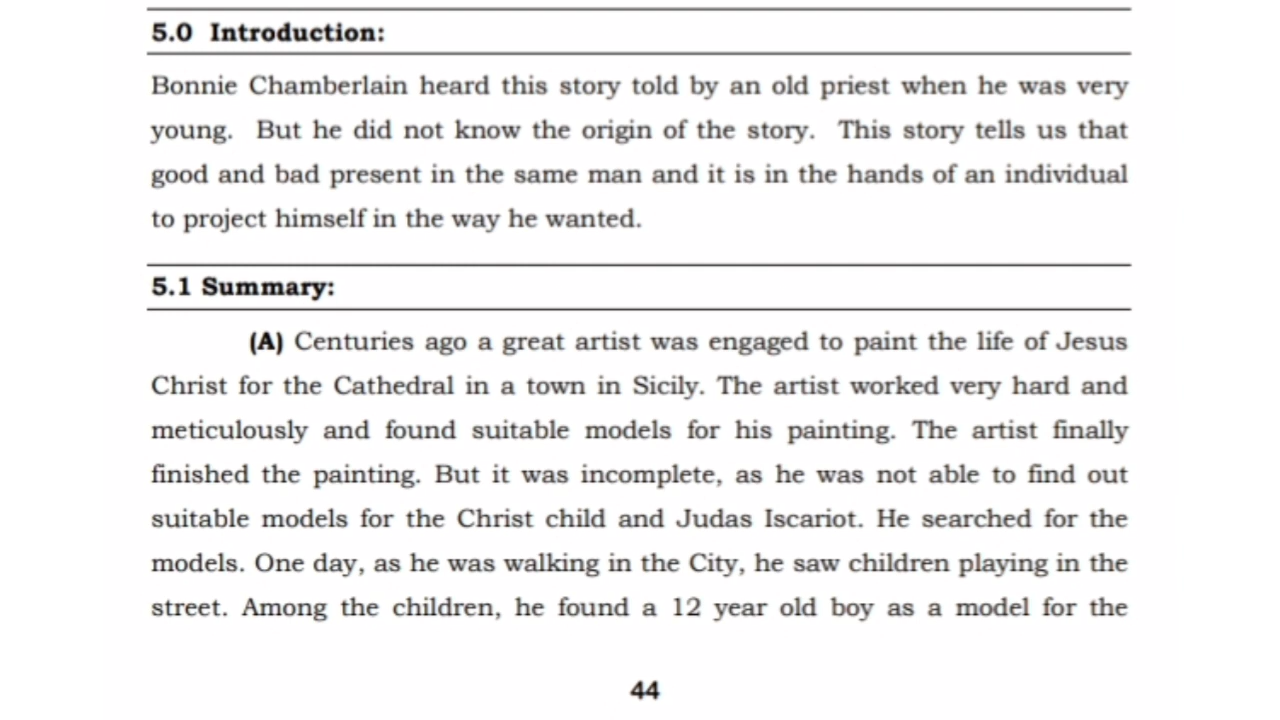 5.0 Introduction:
Bonnie Chamberlain heard this story told by an old priest when he was very
young. But he did not know the origin of the story. This story tells us that
good and bad present in the same man and it is in the hands of an individual
to project himself in the way he wanted.
5.1 Summary:
(A) Centuries ago a great artist was engaged to paint the life of Jesus
Christ for the Cathedral in a town in Sicily. The artist worked very hard and
meticulously and found suitable models for his painting. The artist finally
finished the painting. But it was incomplete, as he was not able to find out
suitable models for the Christ child and Judas Iscariot. He searched for the
models. One day, as he was walking in the City, he saw children playing in the
street. Among the children, he found a 12 year old boy as a model for the
44